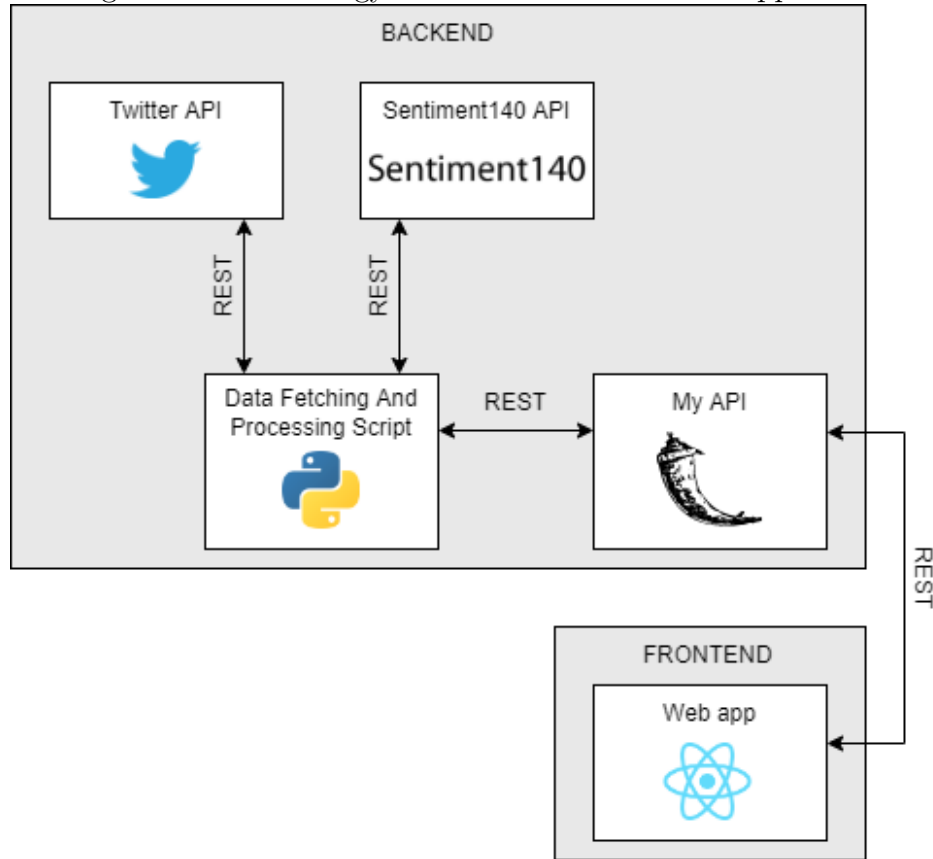 BACKEND
Twitter API
Sentiment140 API
Sentiment140
REST
REST
Data Fetching And
Processing Script
REST
My API
REST
FRONTEND
Web app